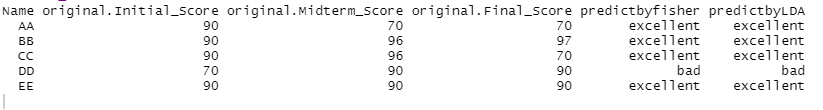 Name original.Initial_Score original.Midterm_Score original.Final_Score predictbyfisher predictbyLDA
AA 90 70 70 excellent excellent
BB 90 96 97 excellent excellent
CC 90 96 70 excellent excellent
DD 70 90 90 bad bad
EE 90 90 90 excellent excellent